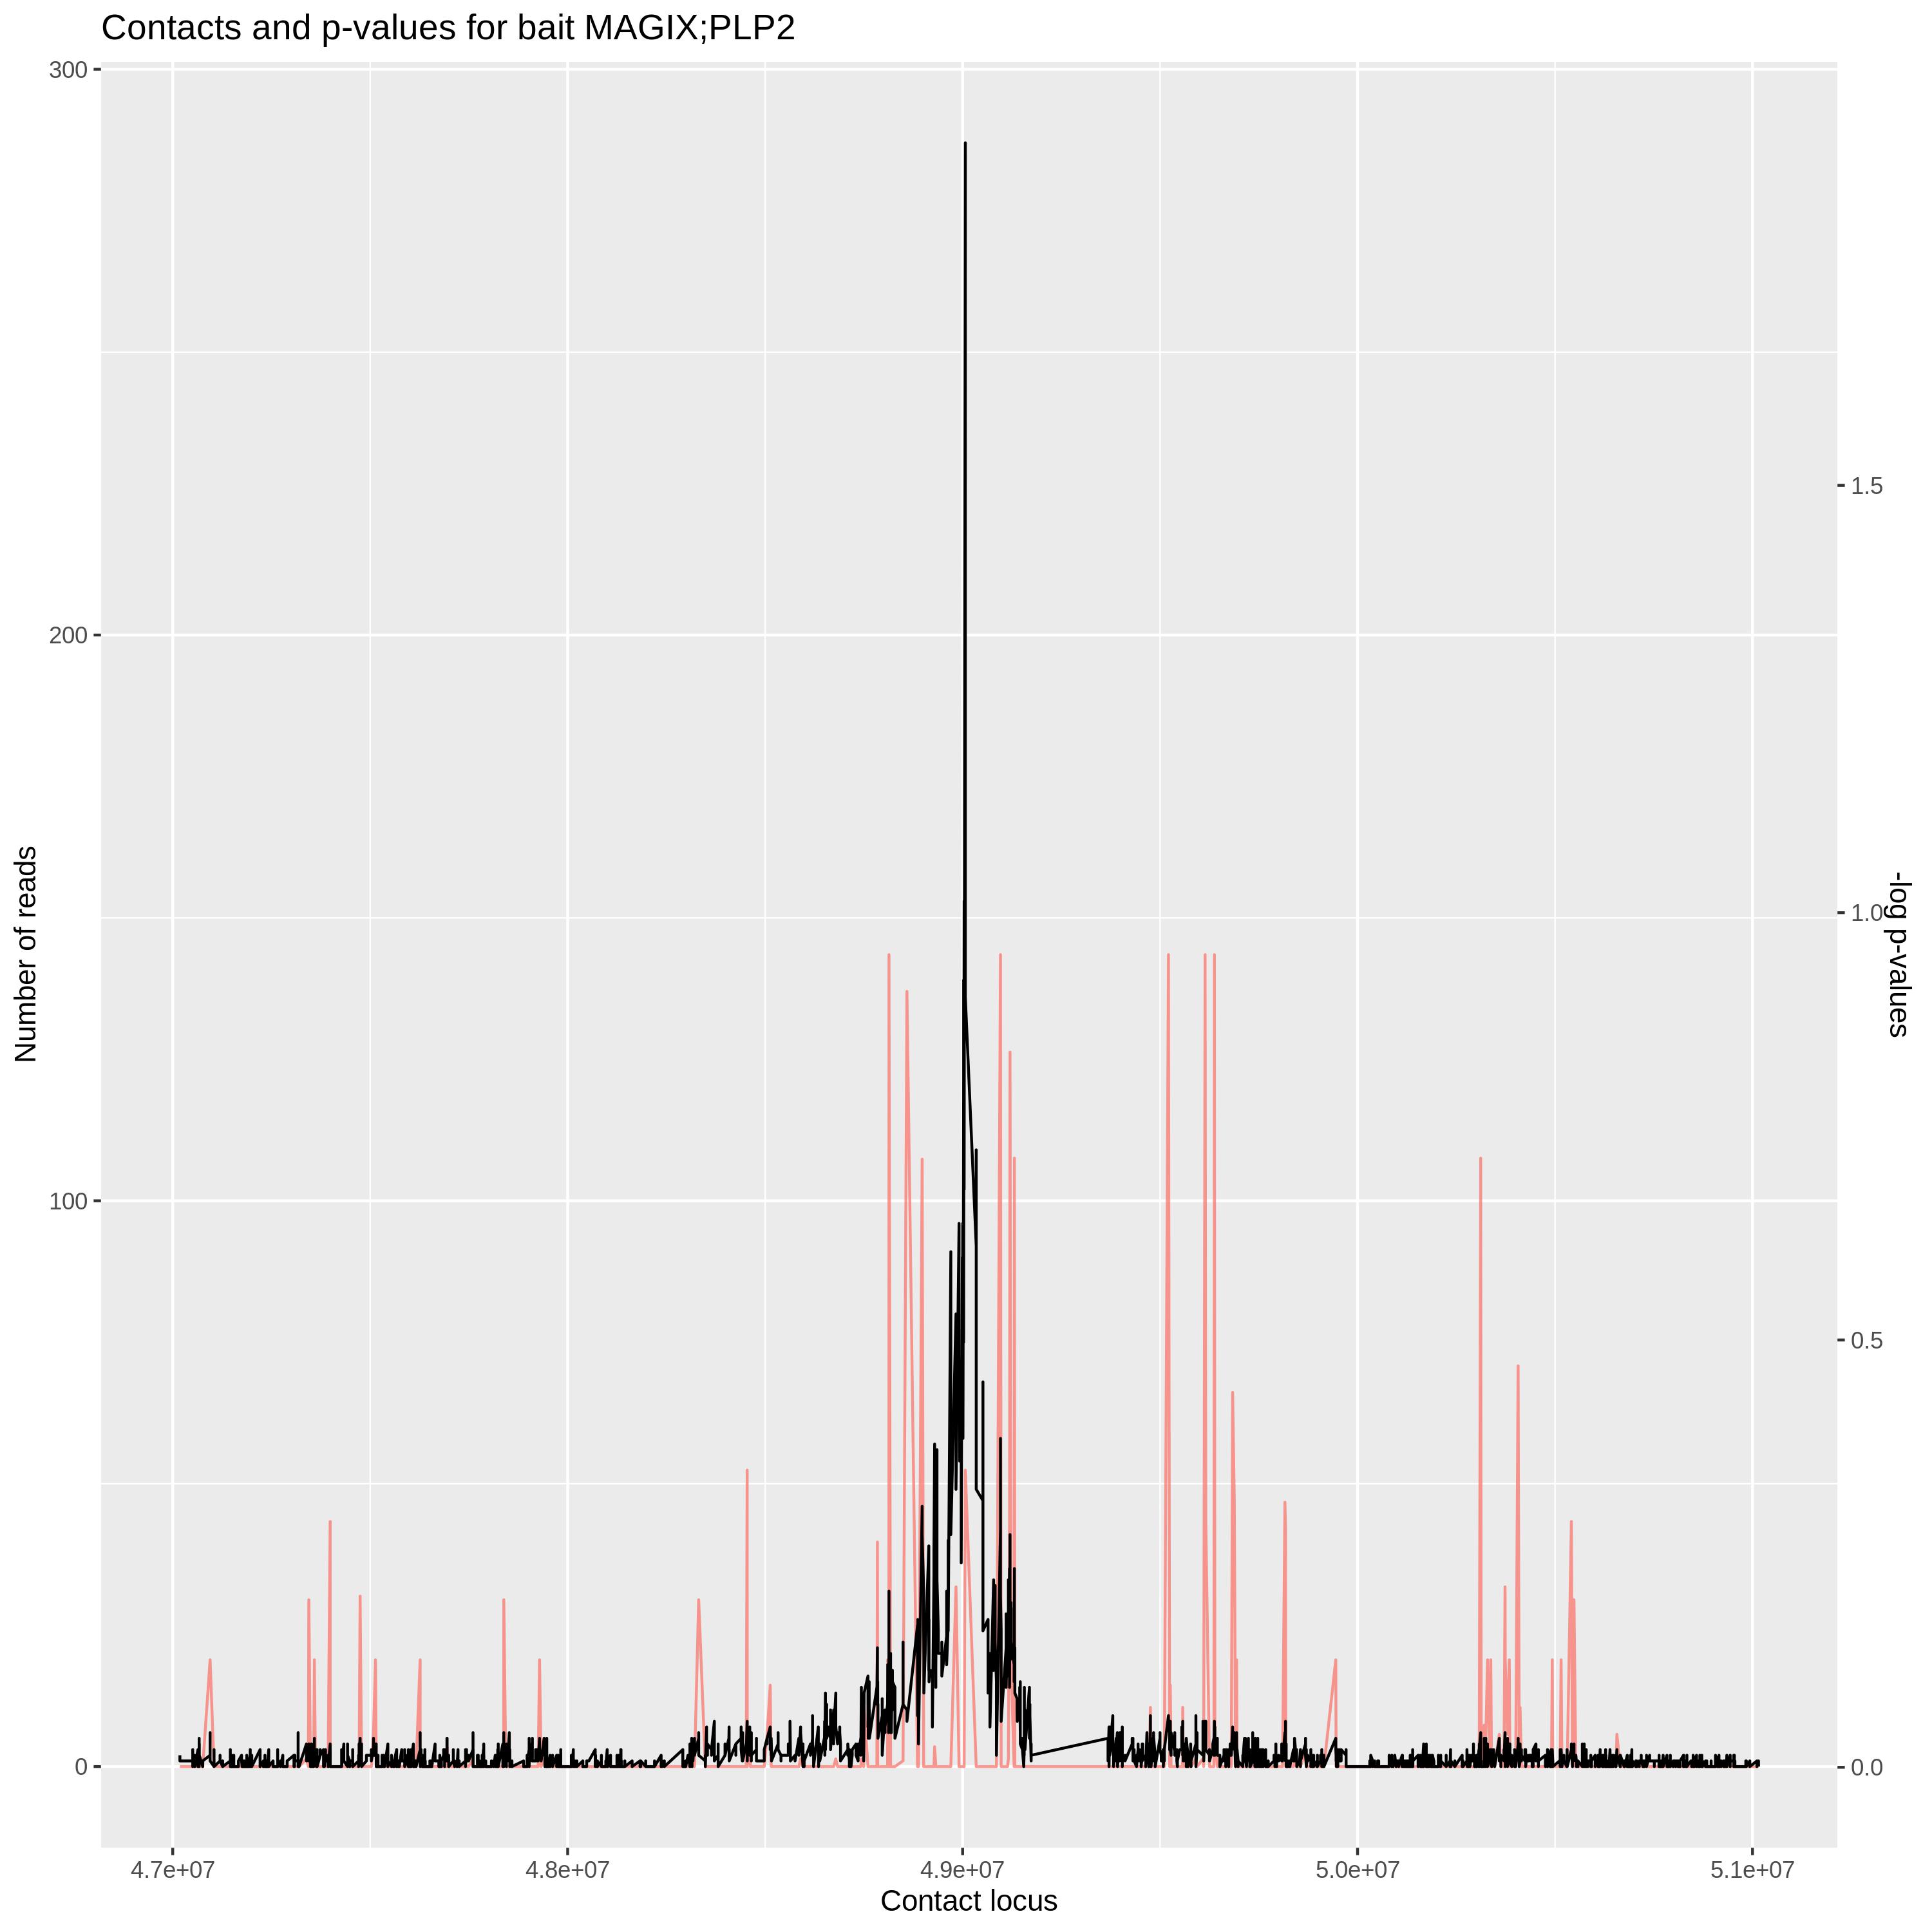 Contacts and p-values for bait MAGIX;PLP2
300
200
100
0
Number of reads
1.5
1.0
0.5
0.0
-log p-values
4.7e+07 4.8e+07 4.9e+07 5.0e+07 5.1e+07
Contact locus